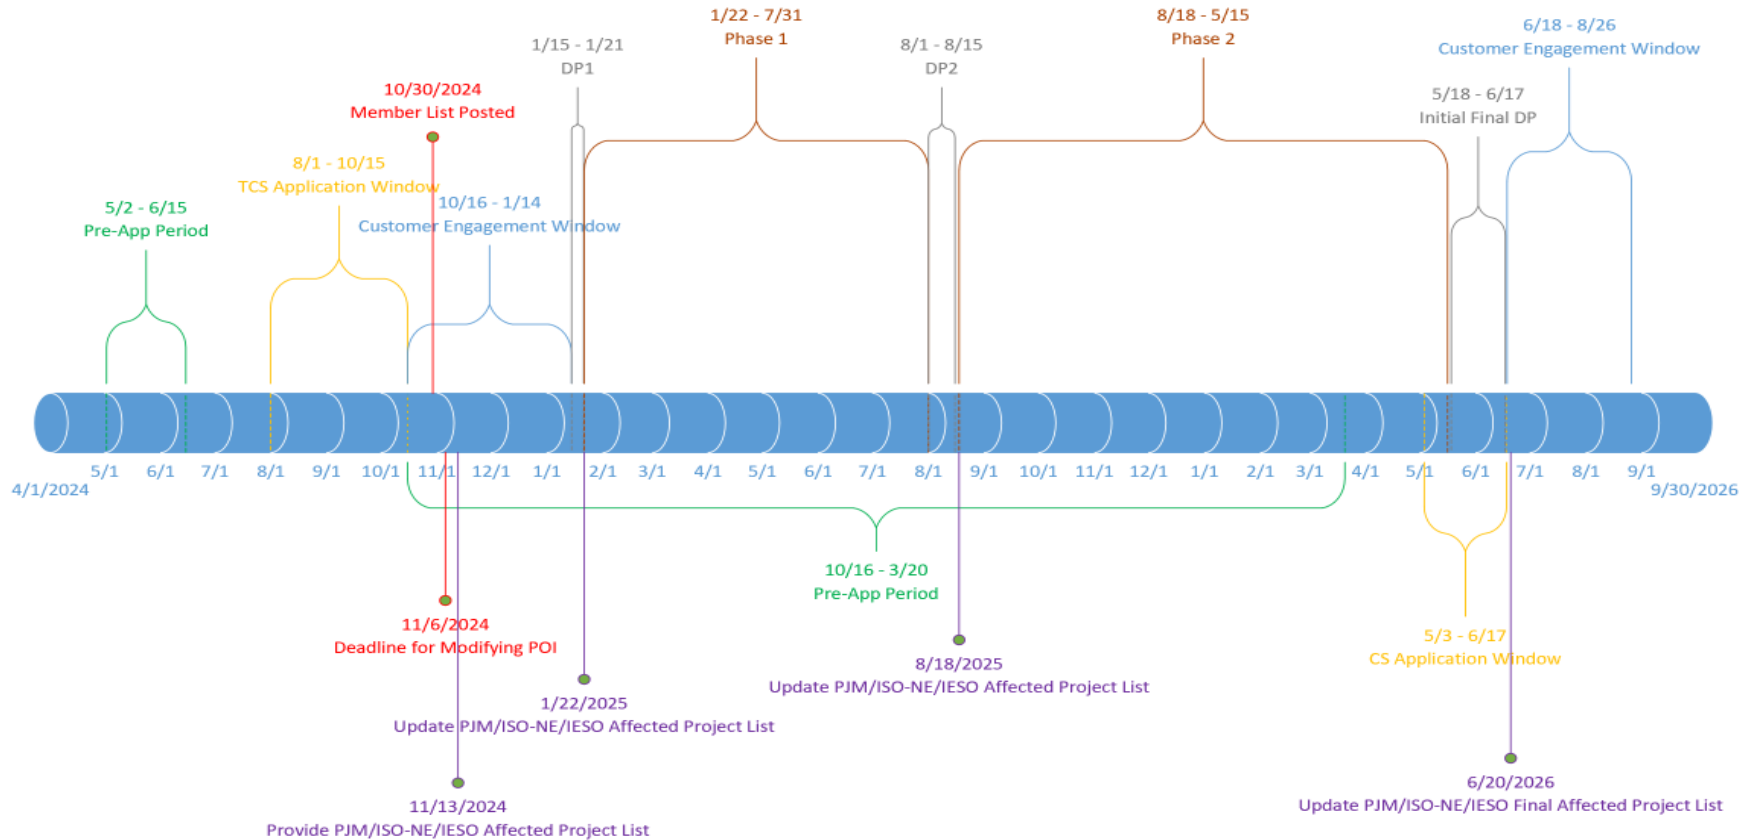 1/22 - 7/31
Phase 1
8/18 - 5/15
Phase 2
6/18 - 8/26
Customer Engagement Window
1/15 - 1/21
DP1
8/1 - 8/15
DP2
10/30/2024
Member List Posted
5/18 - 6/17
Initial Final DP
8/1 - 10/15
TCS Application Window
5/2 - 6/15
Pre-App Period
10/16 - 1/14
Customer Engagement Window
5/1 6/1 7/1 8/1 9/1 10/1 11/1 12/1 1/1 2/1 3/1 4/1 5/1 6/1 7/1 8/1 9/1 10/1 11/1 12/1 1/1 2/1 3/1 4/1 5/1 6/1 7/1 8/1 9/1
4/1/2024
9/30/2026
10/16 - 3/20
Pre-App Period
11/6/2024
Deadline for Modifying POI
5/3 - 6/17
CS Application Window
8/18/2025
Update PJM/ISO-NE/IESO Affected Project List
1/22/2025
Update PJM/ISO-NE/IESO Affected Project List
6/20/2026
Update PJM/ISO-NE/IESO Final Affected Project List
11/13/2024
Provide PJM/ISO-NE/IESO Affected Project List